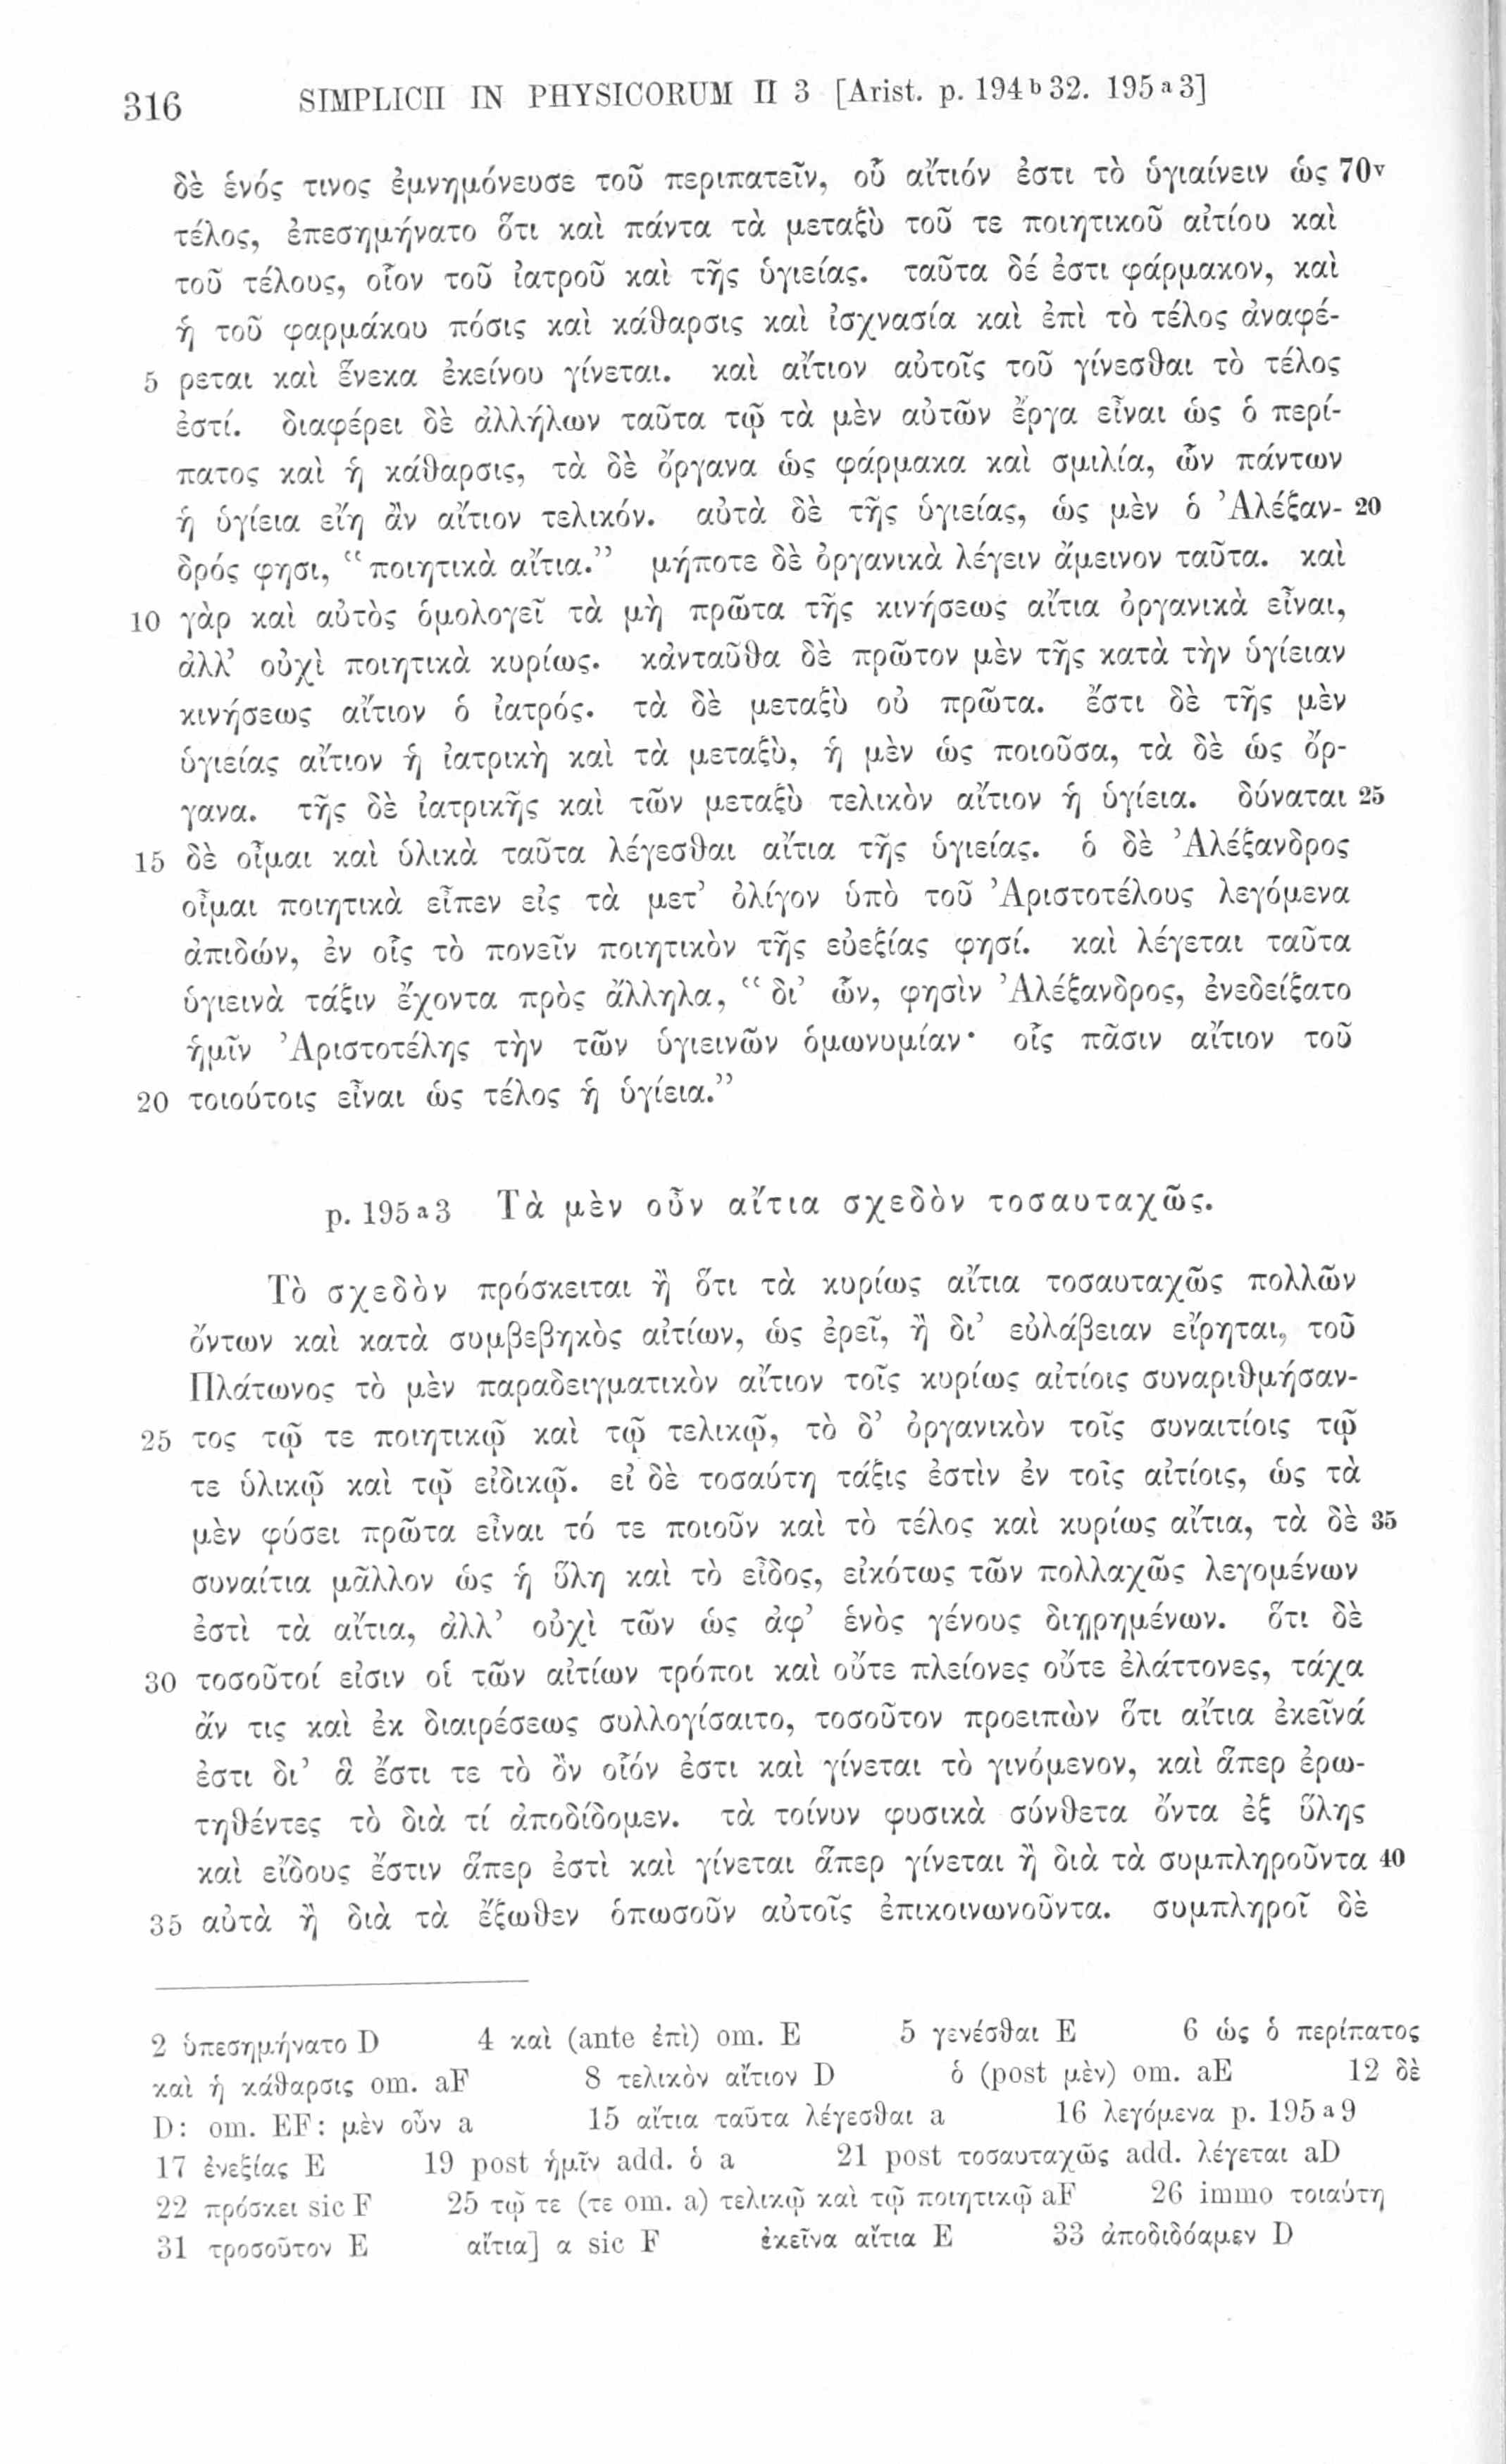 316 SIMPLICII IN PHYSICORUM II 3 [Arist. p. 194 b 32. 195 a 3]
δὲ ἑνός τινος ἐμνημόνευσε τοῦ περιπατεῖν, οὗ αἴτιόν ἐστι τὸ ὑγιαίνειν ὡς 70v
τέλος, ἐπεσημήνατο ὅτι καὶ πάντα τὰ μεταξὺ τοῦ τε ποιητικοῦ αἰτίου καὶ
τοῦ τέλους, οἷον τοῦ ἰατροῦ καὶ τῆς ὑγιείας. ταῦτα δέ ἐστι φάρμακον, καὶ
ἡ τοῦ φαρμάκου πόσις καὶ κάθαρσις καὶ ἰσχνασία καὶ ἐπὶ τὸ τέλος ἀναφέ-
5 ρεται καὶ ἕνεκα ἐκείνου γίνεται. καὶ αἴτιον αὐτοῖς τοῦ γίνεσθαι τὸ τέλος
ἐστί. διαφέρει δὲ ἀλλήλων ταῦτα τῷ τὰ μὲν αὐτῶν ἔργα εἶναι ὡς ὁ περί-
πατος καὶ ἡ κάθαρσις, τὰ δὲ ὄργανα ὡς φάρμακα καὶ σμιλία, ὧν πάντων
ἡ ὑγίεια εἴη ἂν αἴτιον τελικόν. αὐτὰ δὲ τῆς ὑγιείας, ὡς μὲν ὁ Ἀλέξαν- 20
δρός φησι, “ποιητικὰ αἴτια.” μήποτε δὲ ὀργανικὰ λέγειν ἄμεινον ταῦτα. καὶ
10 γὰρ καὶ αὐτὸς ὁμολογεῖ τὰ μὴ πρῶτα τῆς κινήσεως αἴτια ὀργανικὰ εἶναι,
ἀλλ’ οὐχὶ ποιητικὰ κυρίως. κἀνταῦθα δὲ πρῶτον μὲν τῆς κατὰ τὴν ὑγίειαν
κινήσεως αἴτιον ὁ ἰατρός. τὰ δὲ μεταξὺ οὐ πρῶτα. ἔστι δὲ τῆς μὲν
ὑγιείας αἴτιον ἡ ἰατρικὴ καὶ τὰ μεταξὺ, ἡ μὲν ὡς ποιοῦσα, τὰ δὲ ὡς ὄρ-
γανα. τῆς δὲ ἰατρικῆς καὶ τῶν μεταξὺ τελικὸν αἴτιον ἡ ὑγίεια. δύναται 25
15 δὲ οἶμαι καὶ ὑλικὰ ταῦτα λέγεσθαι αἴτια τῆς ὑγιείας. ὁ δὲ Ἀλέξανδρος
οἶμαι ποιητικὰ εἶπεν εἰς τὰ μετ’ ὀλίγον ὑπὸ τοῦ Ἀριστοτέλους λεγόμενα
ἀπιδών, ἐν οἷς τὸ πονεῖν ποιητικὸν τῆς εὐεξίας φησί. καὶ λέγεται ταῦτα
ὑγιεινὰ τάξιν ἔχοντα πρὸς ἄλληλα, “δι’ ὧν, φησὶν Ἀλέξανδρος, ἐνεδείξατο
ἡμῖν Ἀριστοτέλης τὴν τῶν ὑγιεινῶν ὁμωνυμίαν· οἷς πᾶσιν αἴτιον τοῦ
20 τοιούτοις εἶναι ὡς τέλος ἡ ὑγίεια.”
p. 195 a 3 Τὰ μὲν οὖν αἴτια σχεδὸν τοσαυταχῶς.
Τὸ σχεδὸν πρόσκειται ἢ ὅτι τὰ κυρίως αἴτια τοσαυταχῶς πολλῶν
ὄντων καὶ κατὰ συμβεβηκὸς αἰτίων, ὡς ἐρεῖ, ἢ δι’ εὐλάβειαν εἴρηται, τοῦ
Πλάτωνος τὸ μὲν παραδειγματικὸν αἴτιον τοῖς κυρίως αἰτίοις συναριθμήσαν-
25 τος τῷ τε ποιητικῷ καὶ τῷ τελικῷ, τὸ δ’ ὀργανικὸν τοῖς συναιτίοις τῷ
τε ὑλικῷ καὶ τῷ εἰδικῷ. εἰ δὲ τοσαύτη τάξις ἐστὶν ἐν τοῖς αἰτίοις, ὡς τὰ
μὲν φύσει πρῶτα εἶναι τό τε ποιοῦν καὶ τὸ τέλος καὶ κυρίως αἴτια, τὰ δὲ 35
συναίτια μᾶλλον ὡς ἡ ὕλη καὶ τὸ εἶδος, εἰκότως τῶν πολλαχῶς λεγομένων
ἐστὶ τὰ αἴτια, ἀλλ’ οὐχὶ τῶν ὡς ἀφ’ ἑνὸς γένους διῃρημένων. ὅτι δὲ
30 τοσοῦτοί εἰσιν οἱ τῶν αἰτίων τρόποι καὶ οὔτε πλείονες οὔτε ἐλάττονες, τάχα
ἄν τις καὶ ἐκ διαιρέσεως συλλογίσαιτο, τοσοῦτον προειπὼν ὅτι αἴτια ἐκεῖνά
ἐστι δι’ ἃ ἔστι τε τὸ ὂν οἷόν ἐστι καὶ γίνεται τὸ γινόμενον, καὶ ἅπερ ἐρω-
τηθέντες τὸ διὰ τί ἀποδίδομεν. τὰ τοίνυν φυσικὰ σύνθετα ὄντα ἐξ ὕλης
καὶ εἴδους ἔστιν ἅπερ ἐστὶ καὶ γίνεται ἅπερ γίνεται ἢ διὰ τὰ συμπληροῦντα 40
35 αὐτὰ ἢ διὰ τὰ ἔξωθεν ὁπωσοῦν αὐτοῖς ἐπικοινωνοῦντα. συμπληροῖ δὲ
2 ὑπεσημήνατο D 4 καὶ (ante ἐπὶ) om. E 5 γενέσθαι E 6 ὡς ὁ περίπατος
καὶ ἡ κάθαρσις om. aF 8 τελικὸν αἴτιον D ὁ (post μὲν) om. aE 12 δὲ
D: om. EF: μὲν οὖν a 15 αἴτια ταῦτα λέγεσθαι a 16 λεγόμενα p. 195 a 9
17 ἐνεξίας E 19 post ἡμῖν add. ὁ a 21 post τοσαυταχῶς add. λέγεται aD
22 πρόσκει sic F 25 τῷ τε (τε om. a) τελικῷ καὶ τῷ ποιητικῷ aF 26 immo τοιαύτη
31 τροσοῦτον E αἴτια] α sic F ἐκεῖνα αἴτια E 33 ἀποδιδόαμεν D